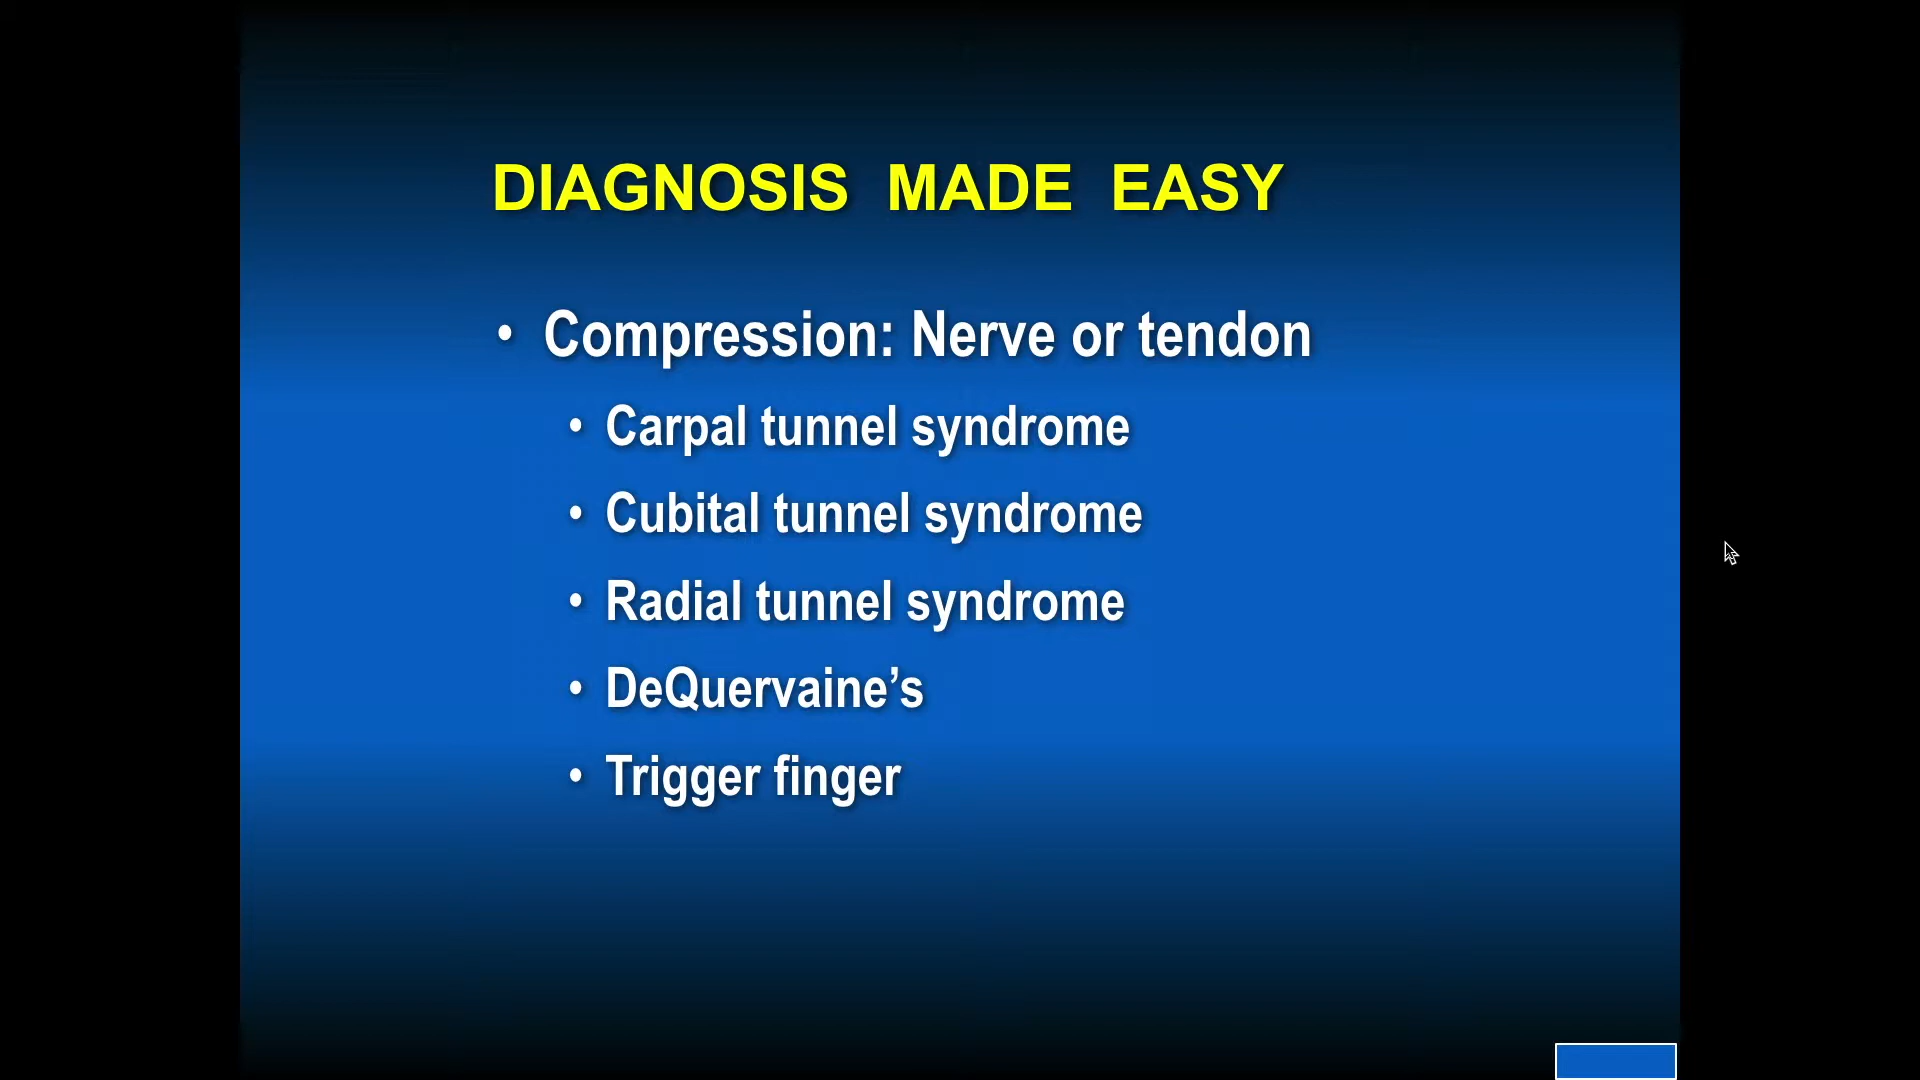 DIAGNOSIS MADE EASY
• Compression: Nerve or tendon
• Carpal tunnel syndrome
• Cubital tunnel syndrome
• Radial tunnel syndrome
• DeQuervaine’s
• Trigger finger